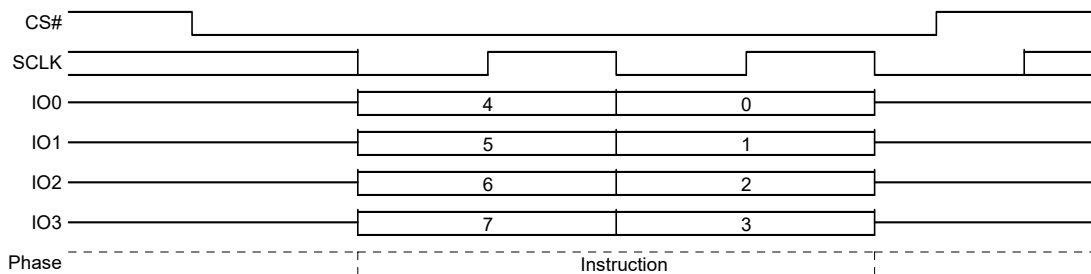 CS#
SCLK
IO0 4 0
IO1 5 1
IO2 6 2
IO3 7 3
Phase Instruction